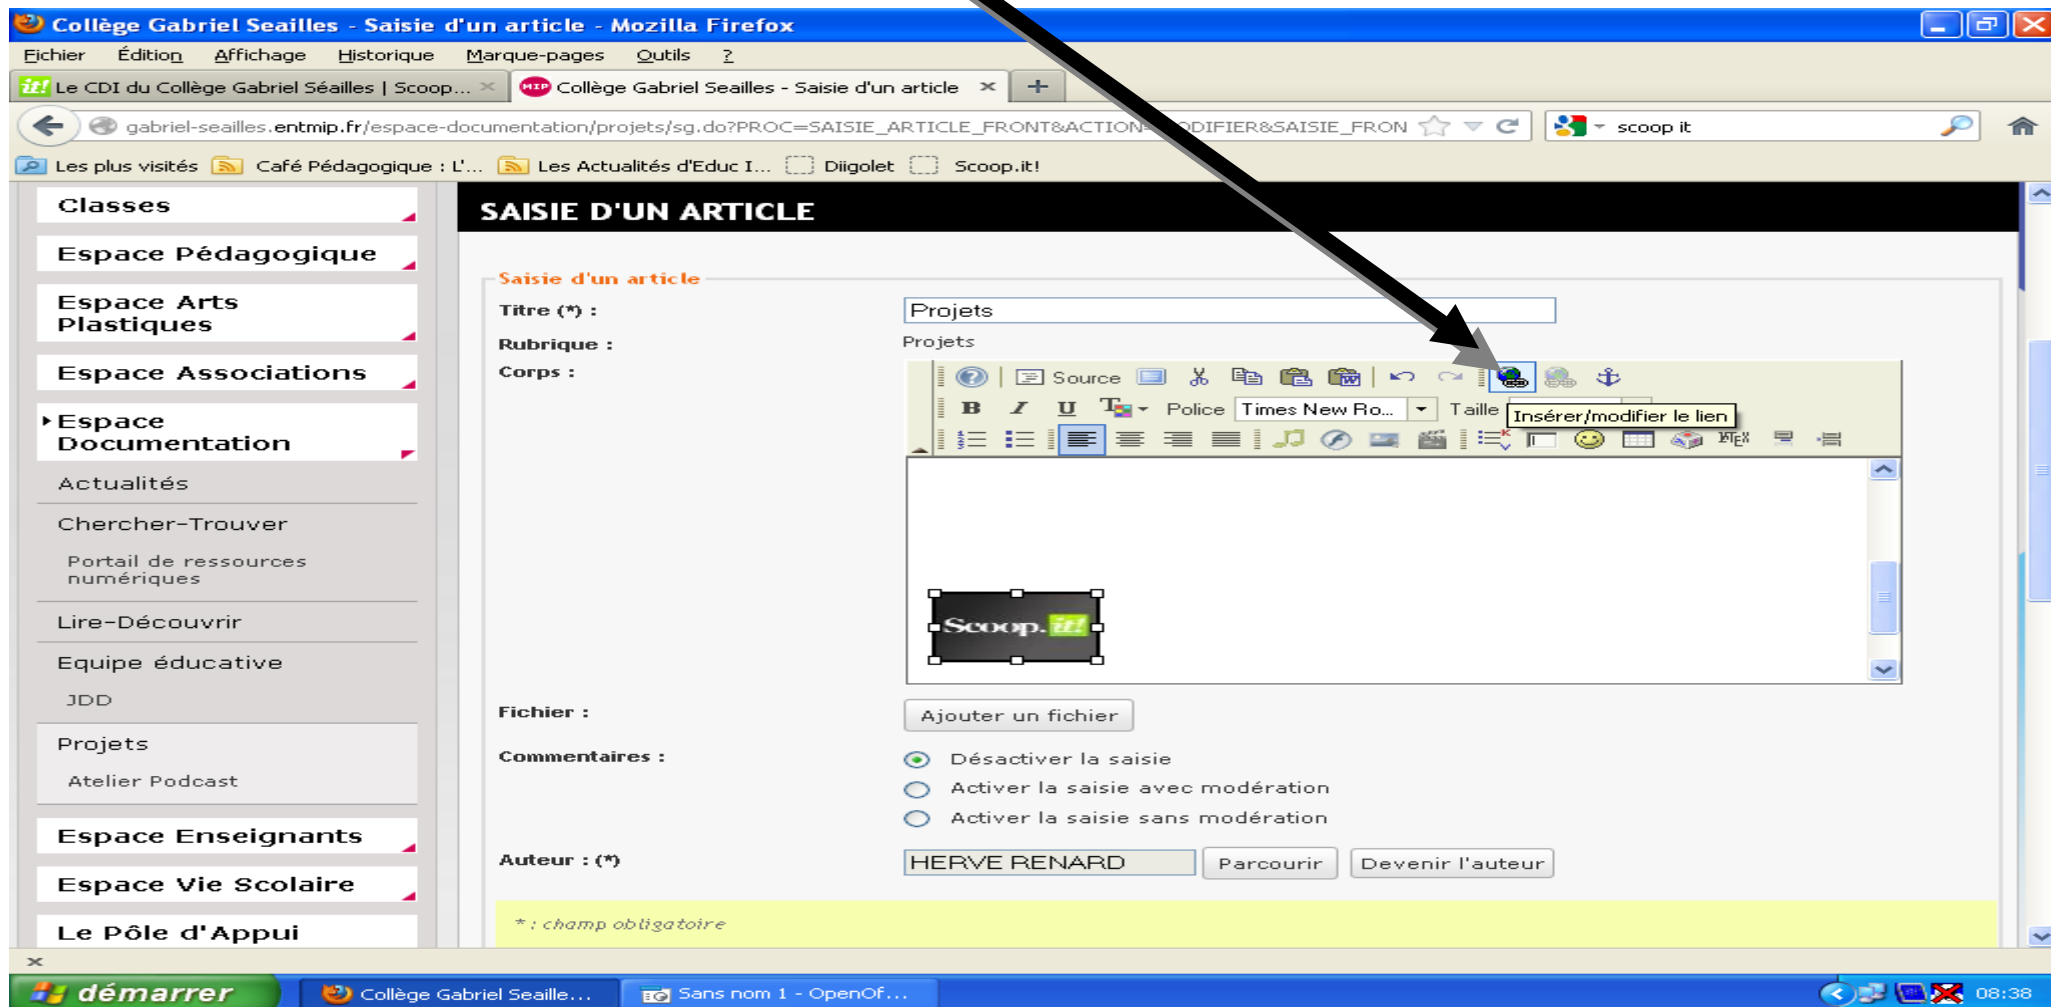 Collège Gabriel Seailles - Saisie d'un article - Mozilla Firefox
Fichier Édition Affichage Historique Marque-pages Outils ?
it! Le CDI du Collège Gabriel Séailles | Scoop... × MIP Collège Gabriel Seailles - Saisie d'un article × +
gabriel-seailles.entmip.fr/espace-documentation/projets/sg.do?PROC=SAISIE_ARTICLE_FRONT&ACTION= ODIFIER&SAISIE_FRON scoop it
Les plus visités Café Pédagogique : L'... Les Actualités d'Educ I... Diigolet Scoop.it!
Classes
Espace Pédagogique
Espace Arts
Plastiques
Espace Associations
Espace
Documentation
Actualités
Chercher-Trouver
Portail de ressources
numériques
Lire-Découvrir
Equipe éducative
JDD
Projets
Atelier Podcast
Espace Enseignants
Espace Vie Scolaire
Le Pôle d'Appui
SAISIE D'UN ARTICLE
Saisie d'un article
Titre (*) : Projets
Rubrique : Projets
Corps :
Source
B I U T Police Times New Ro... Taille
Insérer/modifier le lien
Scoop.it!
Fichier : Ajouter un fichier
Commentaires : Désactiver la saisie
Activer la saisie avec modération
Activer la saisie sans modération
Auteur : (*) HERVE RENARD Parcourir Devenir l'auteur
* : champ obligatoire
×
démarrer Collège Gabriel Seaille... Sans nom 1 - OpenOf... 08:38